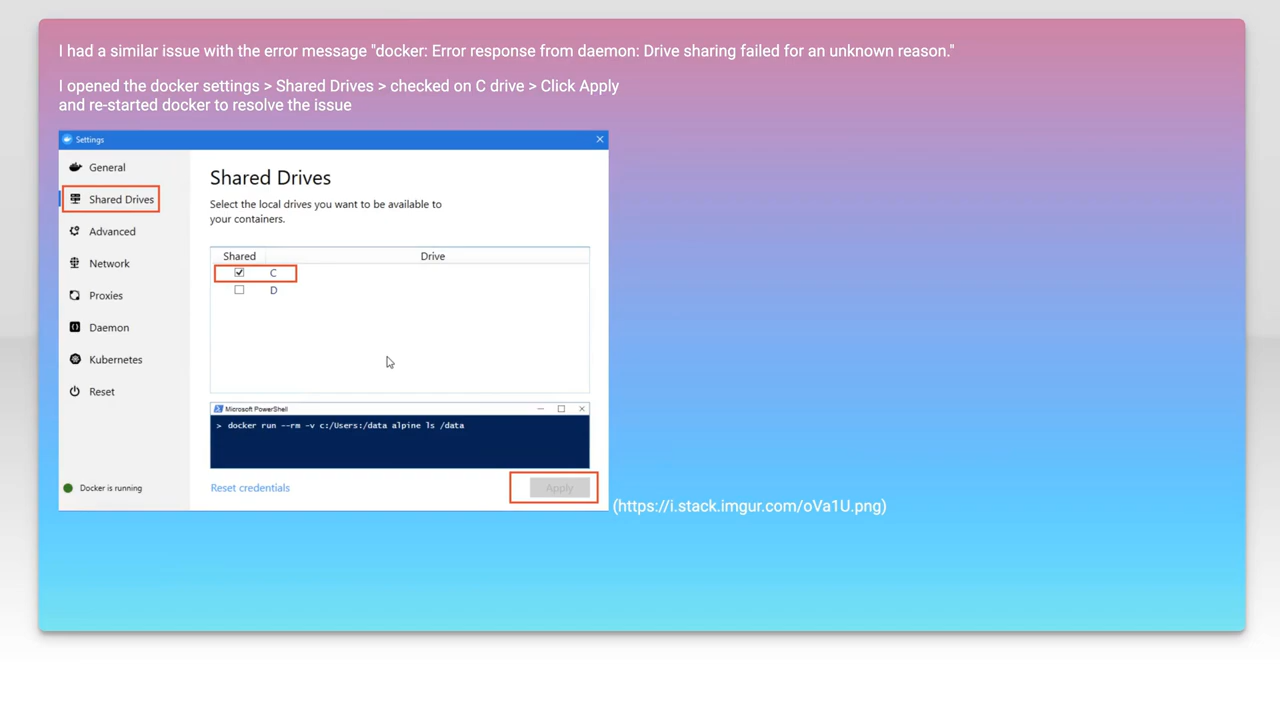 I had a similar issue with the error message "docker: Error response from daemon: Drive sharing failed for an unknown reason."
I opened the docker settings > Shared Drives > checked on C drive > Click Apply
and re-started docker to resolve the issue
Settings
General
Shared Drives
Advanced
Network
Proxies
Daemon
Kubernetes
Reset
Docker is running
Shared Drives
Select the local drives you want to be available to
your containers.
Shared Drive
C
D
Microsoft PowerShell
> docker run --rm -v c:/Users:/data alpine ls /data
Reset credentials
Apply
(https://i.stack.imgur.com/oVa1U.png)